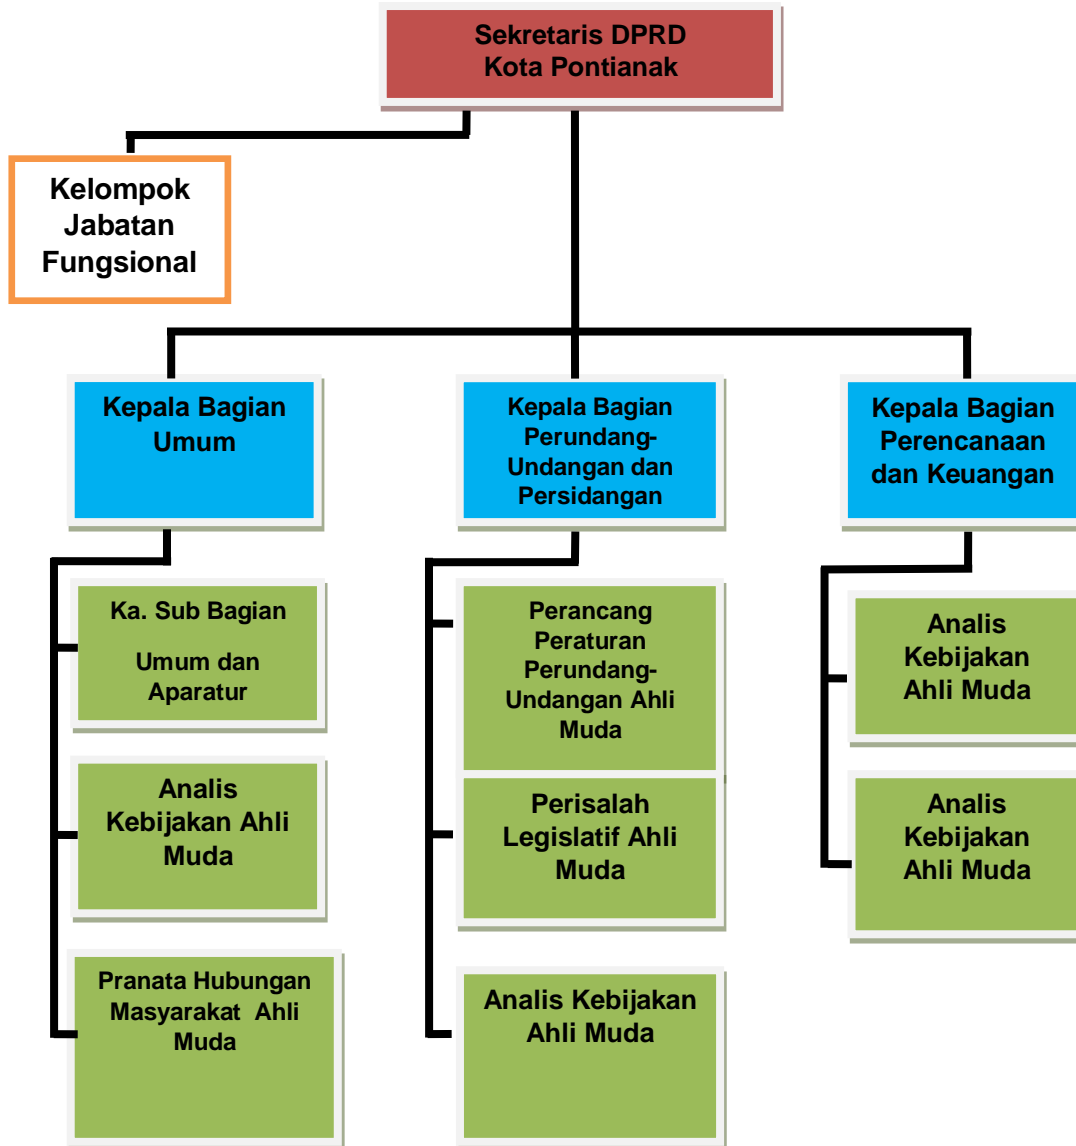 Sekretaris DPRD
Kota Pontianak
Kelompok
Jabatan
Fungsional
Kepala Bagian
Umum
Kepala Bagian
Perundang-
Undangan dan
Persidangan
Kepala Bagian
Perencanaan
dan Keuangan
Ka. Sub Bagian
Umum dan
Aparatur
Perancang
Peraturan
Perundang-
Undangan Ahli
Muda
Analis
Kebijakan
Ahli Muda
Analis
Kebijakan Ahli
Muda
Perisalah
Legislatif Ahli
Muda
Analis
Kebijakan
Ahli Muda
Pranata Hubungan
Masyarakat Ahli
Muda
Analis Kebijakan
Ahli Muda